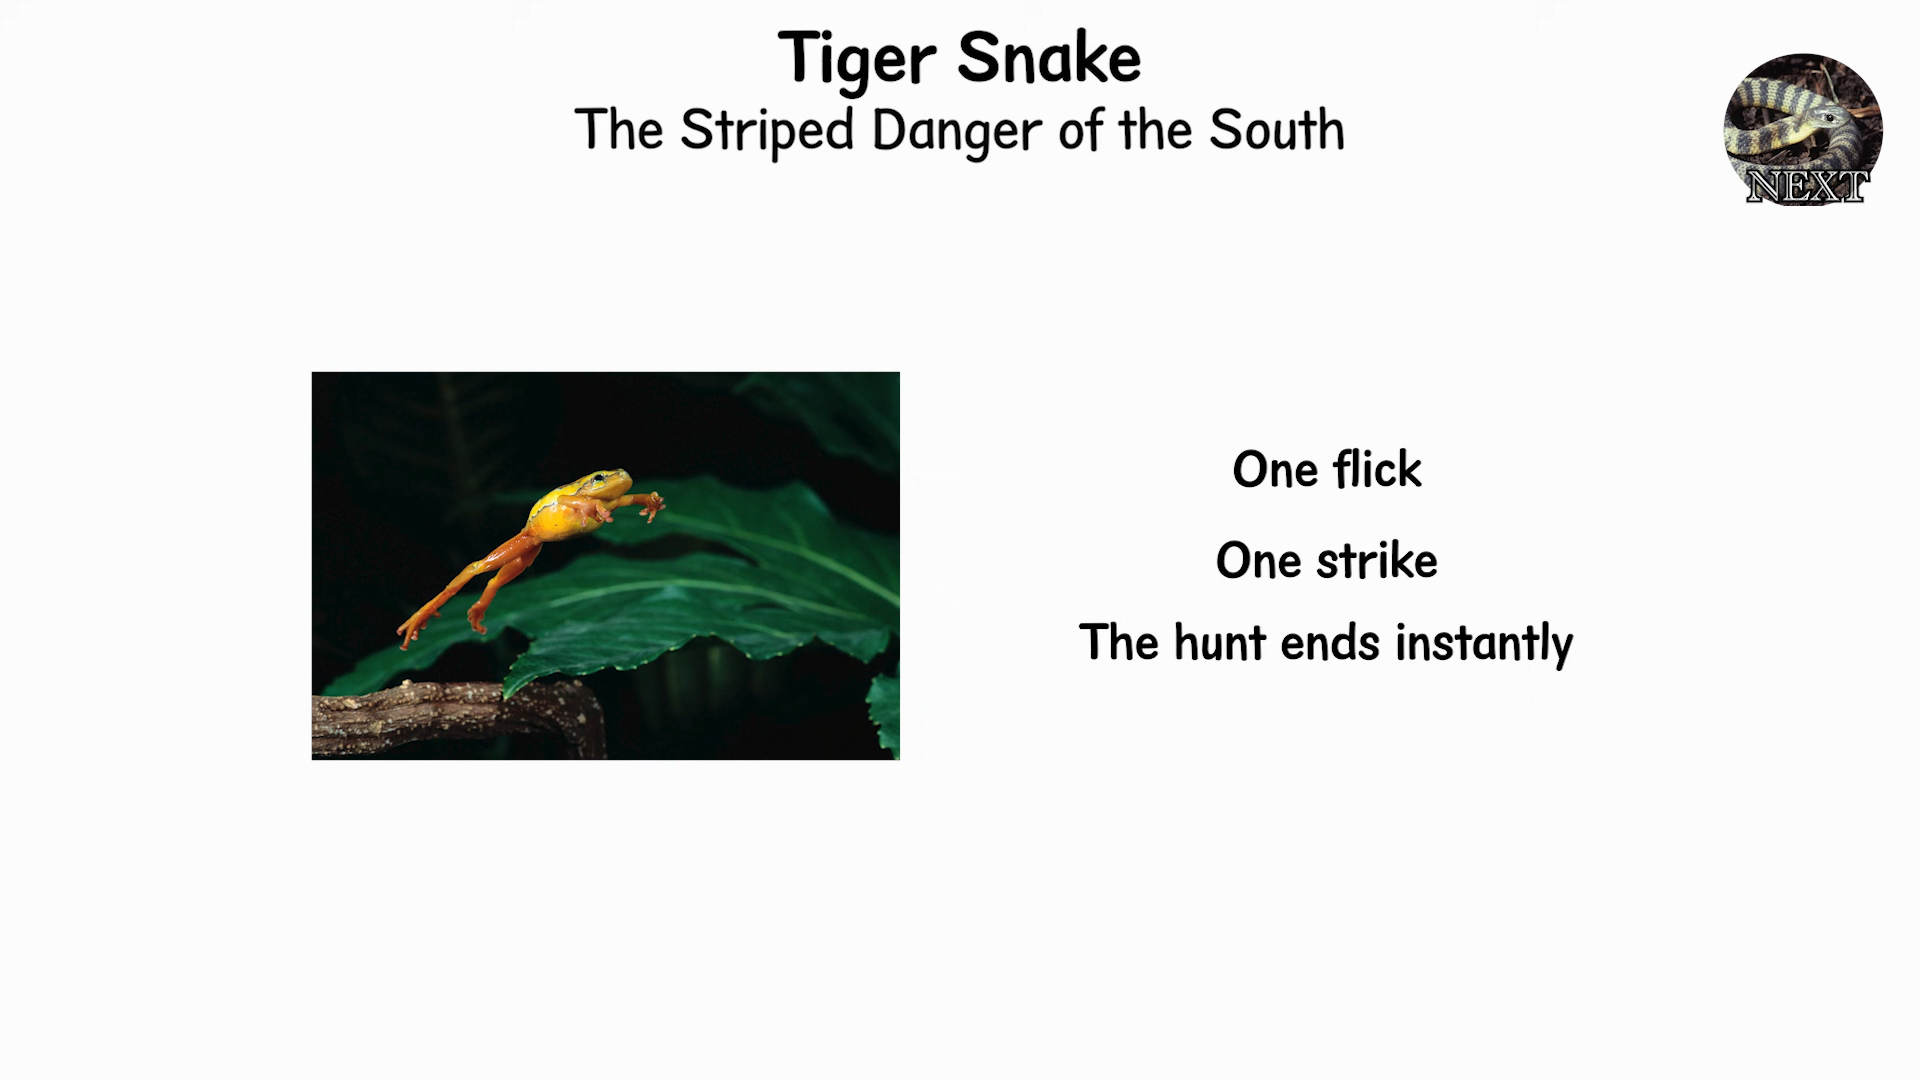 Tiger Snake
The Striped Danger of the South
NEXT
One flick
One strike
The hunt ends instantly